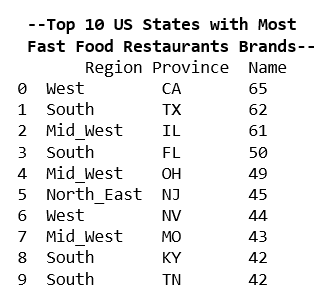 --Top 10 US States with Most
Fast Food Restaurants Brands--
Region Province Name
0 West CA 65
1 South TX 62
2 Mid_West IL 61
3 South FL 50
4 Mid_West OH 49
5 North_East NJ 45
6 West NV 44
7 Mid_West MO 43
8 South KY 42
9 South TN 42